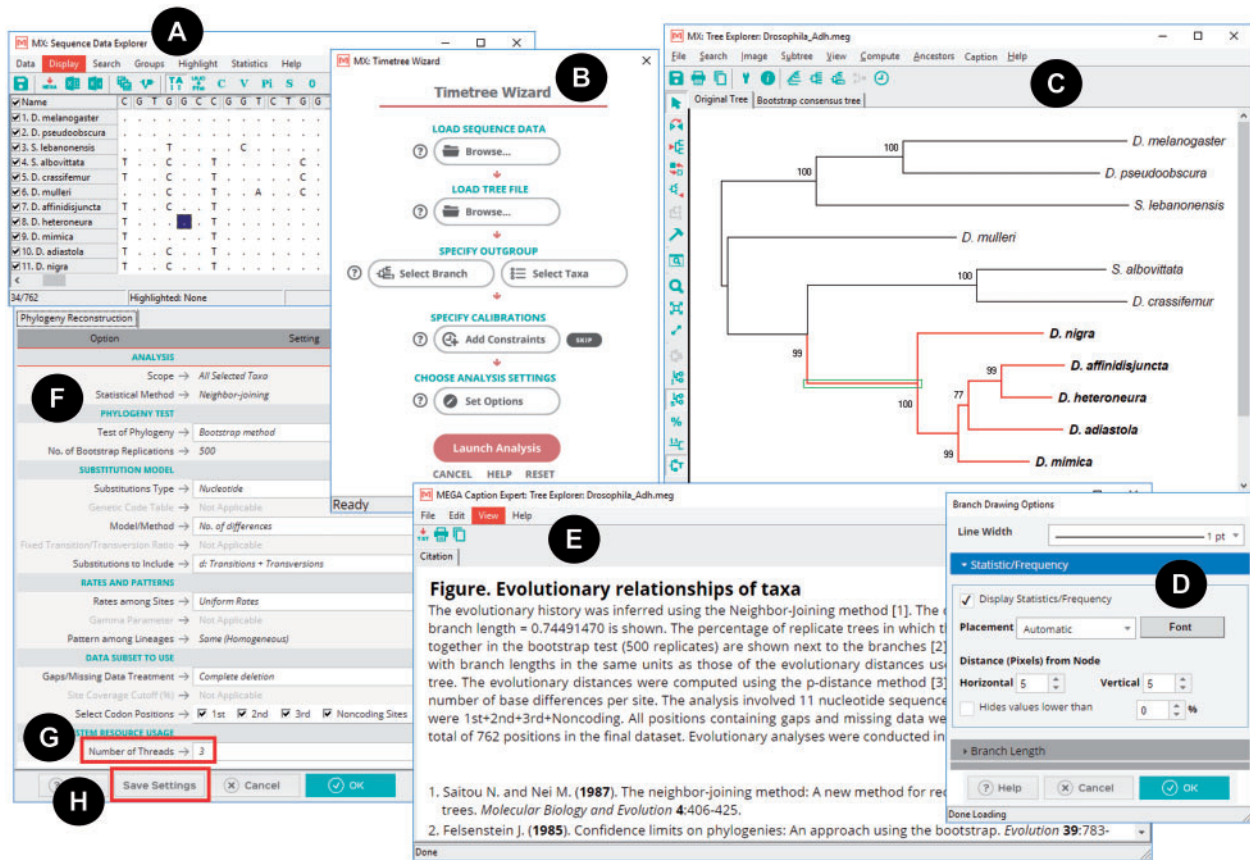 A
MX: Sequence Data Explorer
Data Display Search Groups Highlight Statistics Help
TA UUC C V Pi S 0
Name C G T G G C C G G T C T G G
1. D. melanogaster . . . . . . . . . . . . . .
2. D. pseudoobscura . . . . . . . . . . . . . .
3. S. lebanonensis . . . T . . . . G . . . . .
4. S. albovittata T . . C . . T . . . . . C .
5. D. crassifemur T . . C . . T . . . . . C .
6. D. mulleri . . . C . . T . . A . . C .
7. D. affinidisjuncta T . . C . . T . . . . . . .
8. D. heteroneura T . . . . . T . . . . . . .
9. D. mimica T . . . . . T . . . . . . .
10. D. adiastola T . . C . . T . . . . . . .
11. D. nigra T . . C . . T . . . . . . .
34/762 Highlighted: None
MX: Timetree Wizard
B
Timetree Wizard
LOAD SEQUENCE DATA
? Browse...
LOAD TREE FILE
? Browse...
SPECIFY OUTGROUP
? Select Branch Select Taxa
SPECIFY CALIBRATIONS
? Add Constraints SKIP
CHOOSE ANALYSIS SETTINGS
? Set Options
Launch Analysis
CANCEL HELP RESET
Ready
MX: Tree Explorer: Drosophila_Adh.meg
File Search Image Subtree View Compute Ancestors Caption Help
C
Original Tree Bootstrap consensus tree
D. melanogaster
100
D. pseudoobscura
100
S. lebanonensis
D. mulleri
S. albovittata
100
D. crassifemur
D. nigra
99
D. affinidisjuncta
99
D. heteroneura
77
100
D. adiastola
99
D. mimica
Phylogeny Reconstruction
Option Setting
ANALYSIS
F
Scope → All Selected Taxa
Statistical Method → Neighbor-joining
PHYLOGENY TEST
Test of Phylogeny → Bootstrap method
No. of Bootstrap Replications → 500
SUBSTITUTION MODEL
Substitutions Type → Nucleotide
Genetic Code Table → Not Applicable
Model/Method → No. of differences
Fixed Transition/Transversion Ratio → Not Applicable
Substitutions to Include → d: Transitions + Transversions
RATES AND PATTERNS
Rates among Sites → Uniform Rates
Gamma Parameter → Not Applicable
Pattern among Lineages → Same (Homogeneous)
DATA SUBSET TO USE
Gaps/Missing Data Treatment → Complete deletion
Site Coverage Cutoff (%) → Not Applicable
Select Codon Positions → 1st 2nd 3rd Noncoding Sites
G
STEM RESOURCE USAGE
Number of Threads → 3
H
? Save Settings Cancel OK
MEGA Caption Expert: Tree Explorer: Drosophila_Adh.meg
File Edit View Help
TXT
E
Citation
Figure. Evolutionary relationships of taxa
The evolutionary history was inferred using the Neighbor-Joining method [1]. The
branch length = 0.74491470 is shown. The percentage of replicate trees in which
together in the bootstrap test (500 replicates) are shown next to the branches [2]
with branch lengths in the same units as those of the evolutionary distances
tree. The evolutionary distances were computed using the p-distance method [3]
number of base differences per site. The analysis involved 11 nucleotide
were 1st+2nd+3rd+Noncoding. All positions containing gaps and missing data
total of 762 positions in the final dataset. Evolutionary analyses were conducted in
1. Saitou N. and Nei M. (1987). The neighbor-joining method: A new method for
trees. Molecular Biology and Evolution 4:406-425.
2. Felsenstein J. (1985). Confidence limits on phylogenies: An approach using the bootstrap. Evolution 39:783-
Done
Branch Drawing Options
Line Width 1 pt
Statistic/Frequency
D
Display Statistics/Frequency
Placement Automatic Font
Distance (Pixels) from Node
Horizontal 5 Vertical 5
Hides values lower than 0 %
Branch Length
? Help Cancel OK
Done Loading